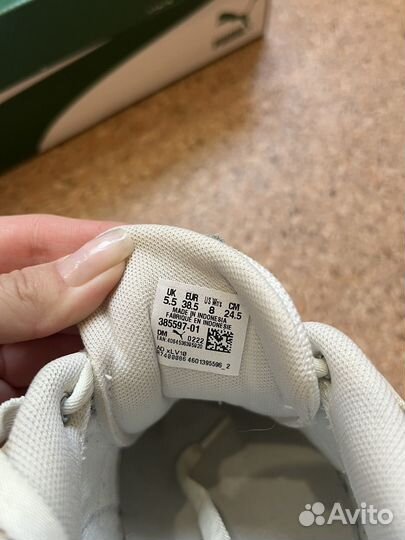 UK EUR US Wns CM
5.5 38.5 8 24.5
MADE IN INDONESIA
FABRIQUE EN INDONESIE
385597-01
DM 0222
Avito